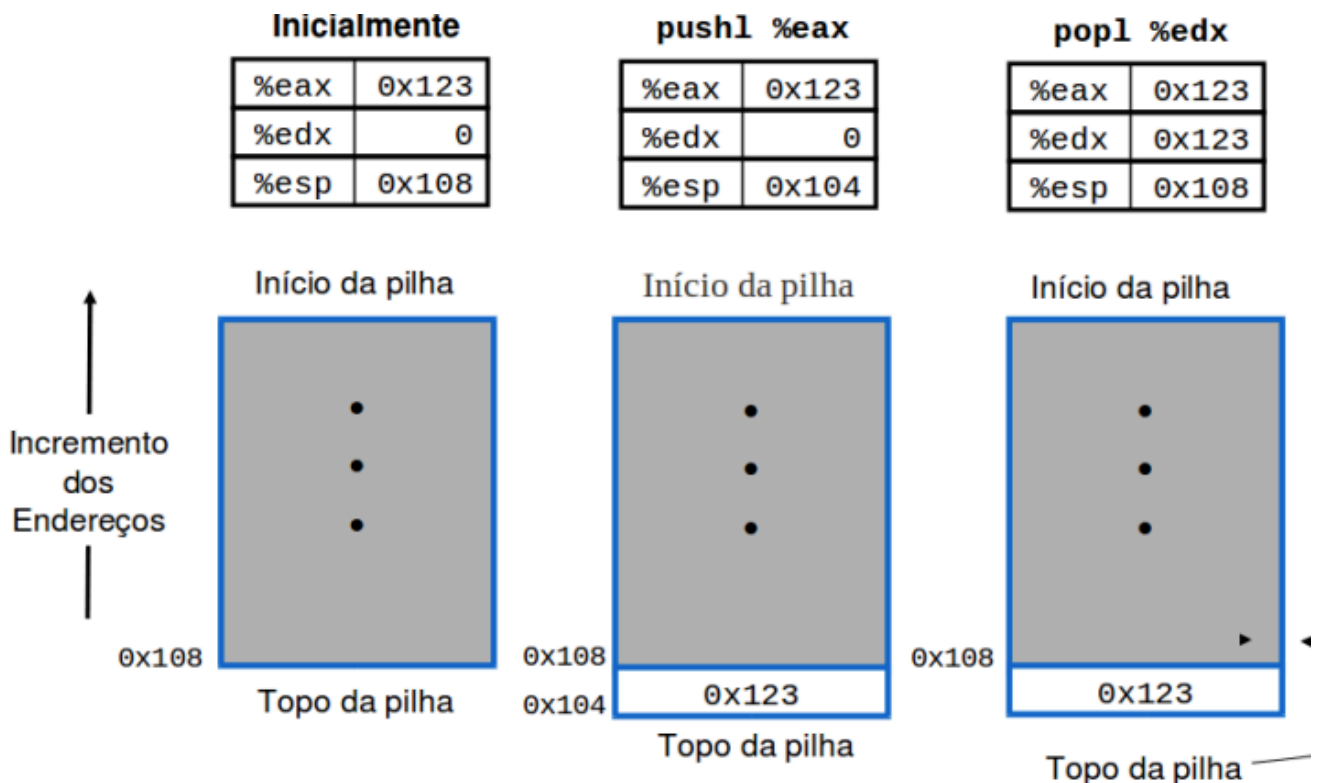 Inicialmente
%eax 0x123
%edx 0
%esp 0x108
pushl %eax
%eax 0x123
%edx 0
%esp 0x104
popl %edx
%eax 0x123
%edx 0x123
%esp 0x108
Incremento
dos
Endereços
Início da pilha
0x108
Topo da pilha
Início da pilha
0x108
0x104
0x123
Topo da pilha
Início da pilha
0x108
0x123
Topo da pilha